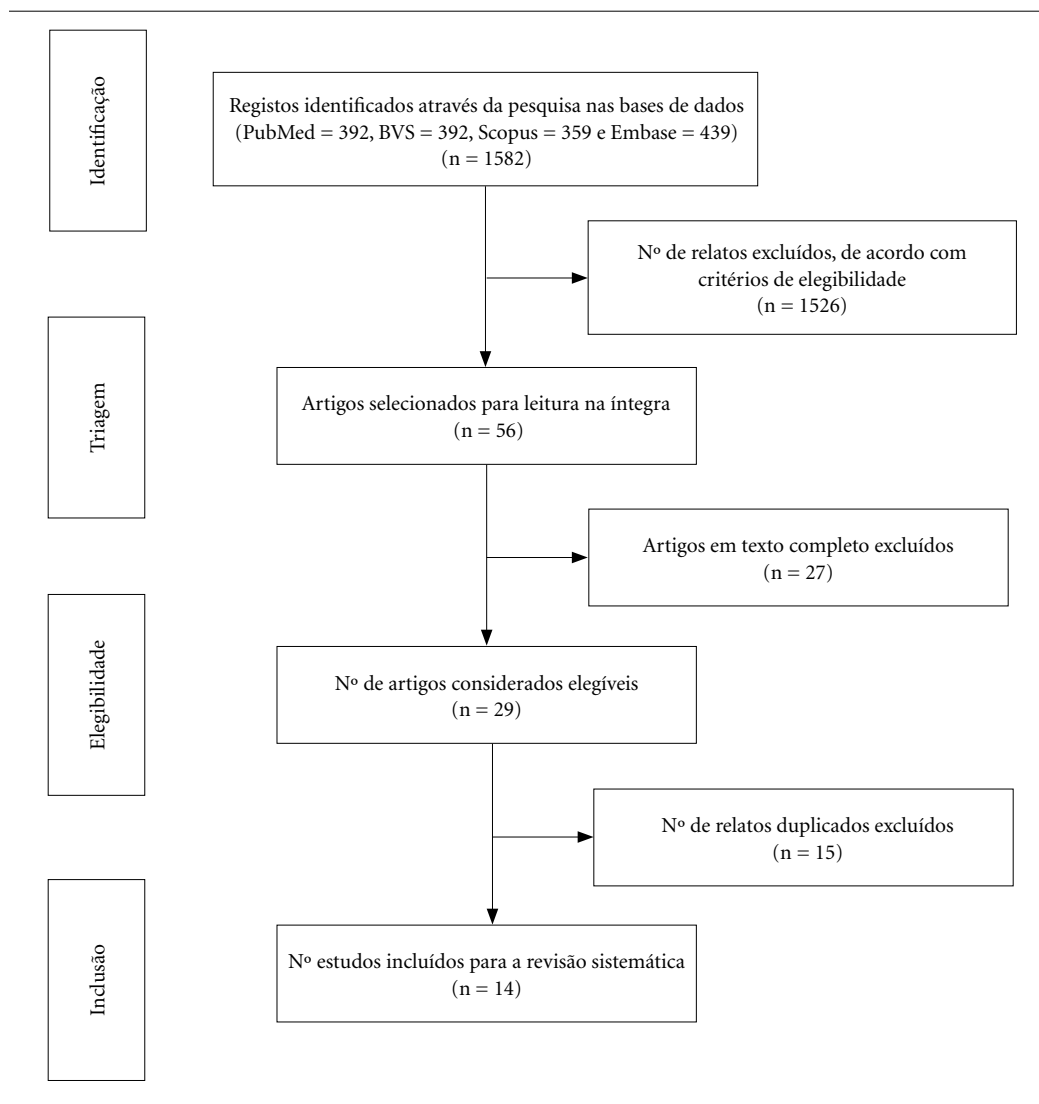 Identificação
Registos identificados através da pesquisa nas bases de dados
(PubMed = 392, BVS = 392, Scopus = 359 e Embase = 439)
(n = 1582)
Nº de relatos excluídos, de acordo com
critérios de elegibilidade
(n = 1526)
Triagem
Artigos selecionados para leitura na íntegra
(n = 56)
Artigos em texto completo excluídos
(n = 27)
Elegibilidade
Nº de artigos considerados elegíveis
(n = 29)
Nº de relatos duplicados excluídos
(n = 15)
Inclusão
Nº estudos incluídos para a revisão sistemática
(n = 14)